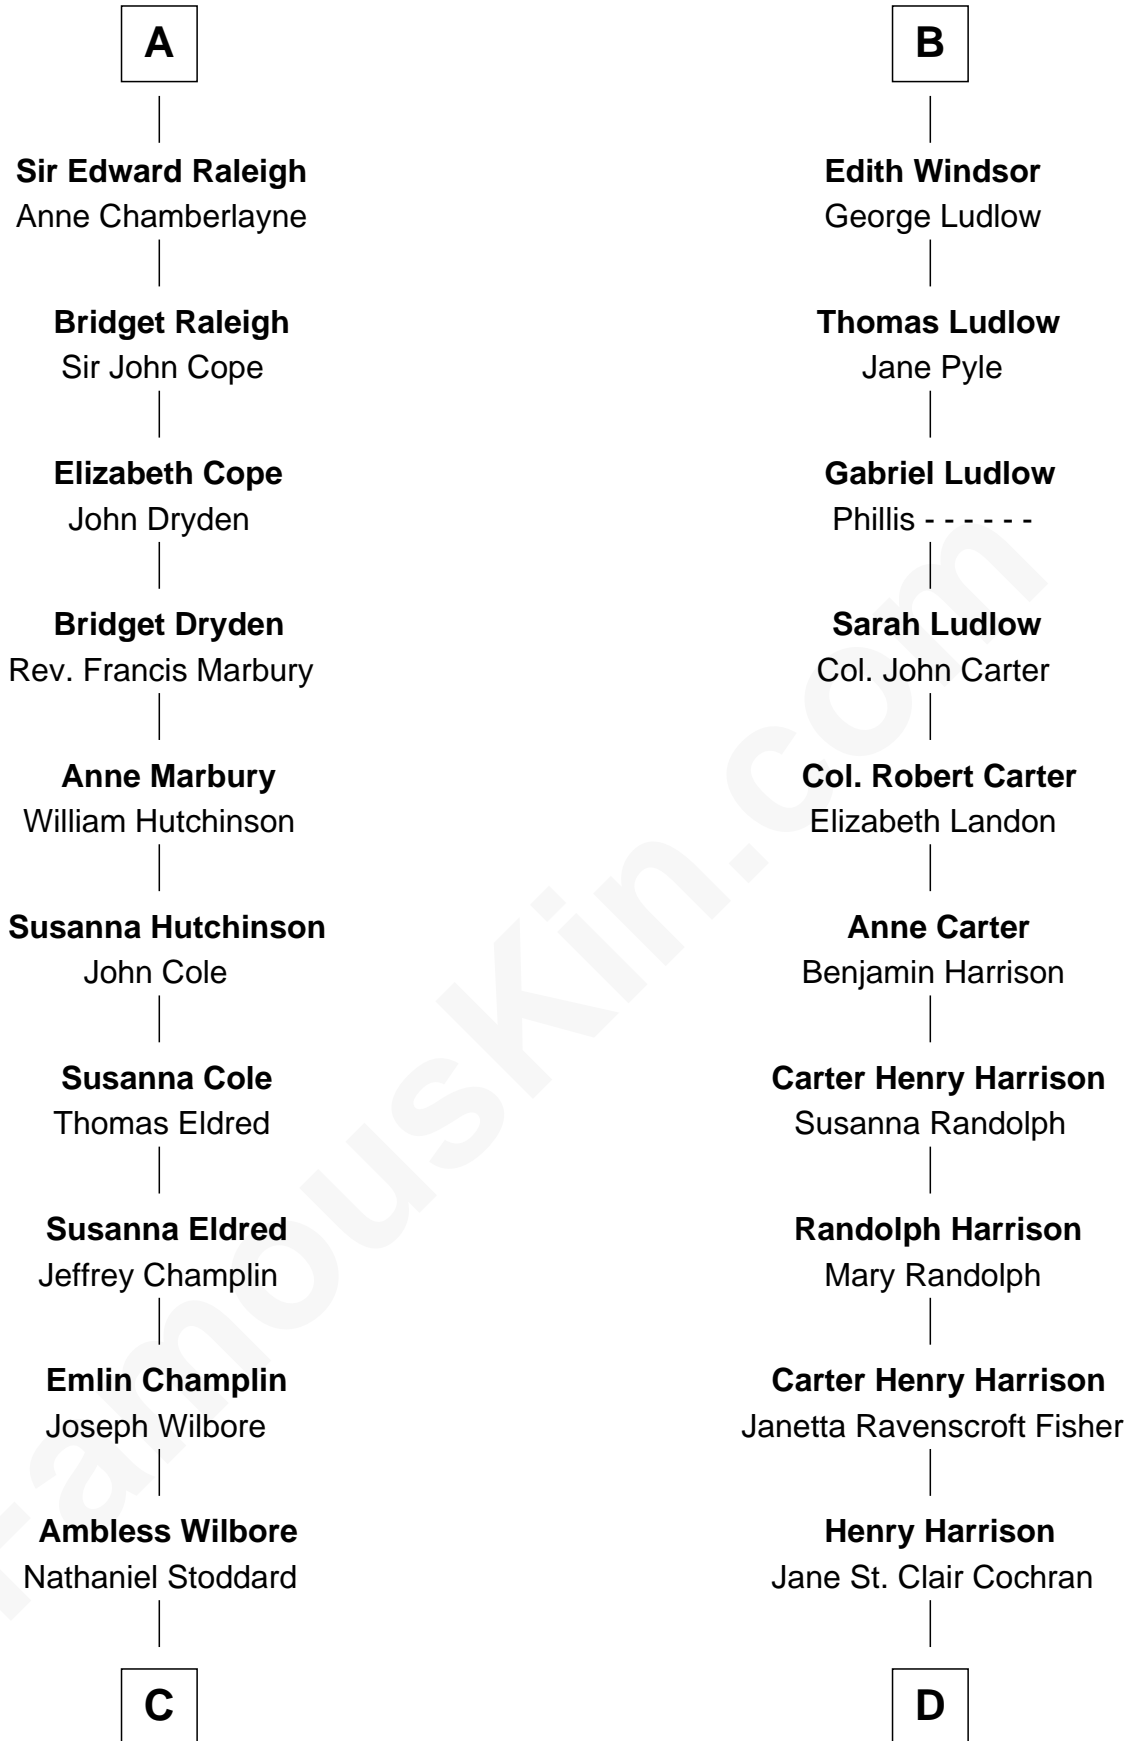 A
Sir Edward Raleigh
Anne Chamberlayne
Bridget Raleigh
Sir John Cope
Elizabeth Cope
John Dryden
Bridget Dryden
Rev. Francis Marbury
Anne Marbury
William Hutchinson
Susanna Hutchinson
John Cole
Susanna Cole
Thomas Eldred
Susanna Eldred
Jeffrey Champlin
Emlin Champlin
Joseph Wilbore
Ambless Wilbore
Nathaniel Stoddard
C
B
Edith Windsor
George Ludlow
Thomas Ludlow
Jane Pyle
Gabriel Ludlow
Phillis - - - - - -
Sarah Ludlow
Col. John Carter
Col. Robert Carter
Elizabeth Landon
Anne Carter
Benjamin Harrison
Carter Henry Harrison
Susanna Randolph
Randolph Harrison
Mary Randolph
Carter Henry Harrison
Janetta Ravenscroft Fisher
Henry Harrison
Jane St. Clair Cochran
D
FamousKin.com